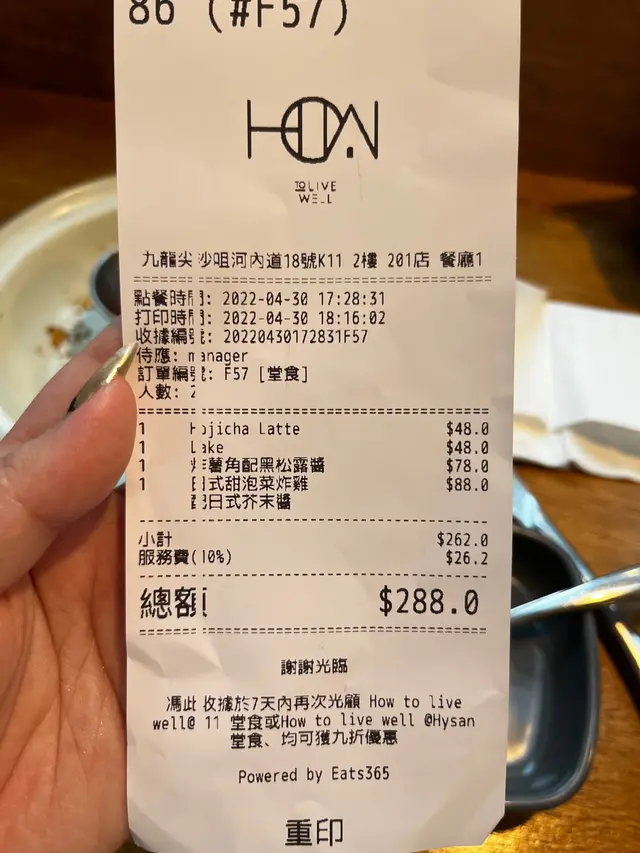 86 (#F57)
HOW
TO LIVE
WELL
九龍尖沙咀河內道18號K11 2樓 201店 餐廳1
點餐時間: 2022-04-30 17:28:31
打印時間: 2022-04-30 18:16:02
收據編號: 20220430172831F57
侍應: manager
訂單編號: F57 [堂食]
人數: 2
1 Hojicha Latte $48.0
1 Lake $48.0
1 炸薯角配黑松露醬 $78.0
1 日式甜泡菜炸雞 $88.0
配日式芥末醬
小計 $262.0
服務費(10%) $26.2
總額 $288.0
謝謝光臨
馮此 收據於7天內再次光顧 How to live
well@ 11 堂食或How to live well @Hysan
堂食、均可獲九折優惠
Powered by Eats365
重印